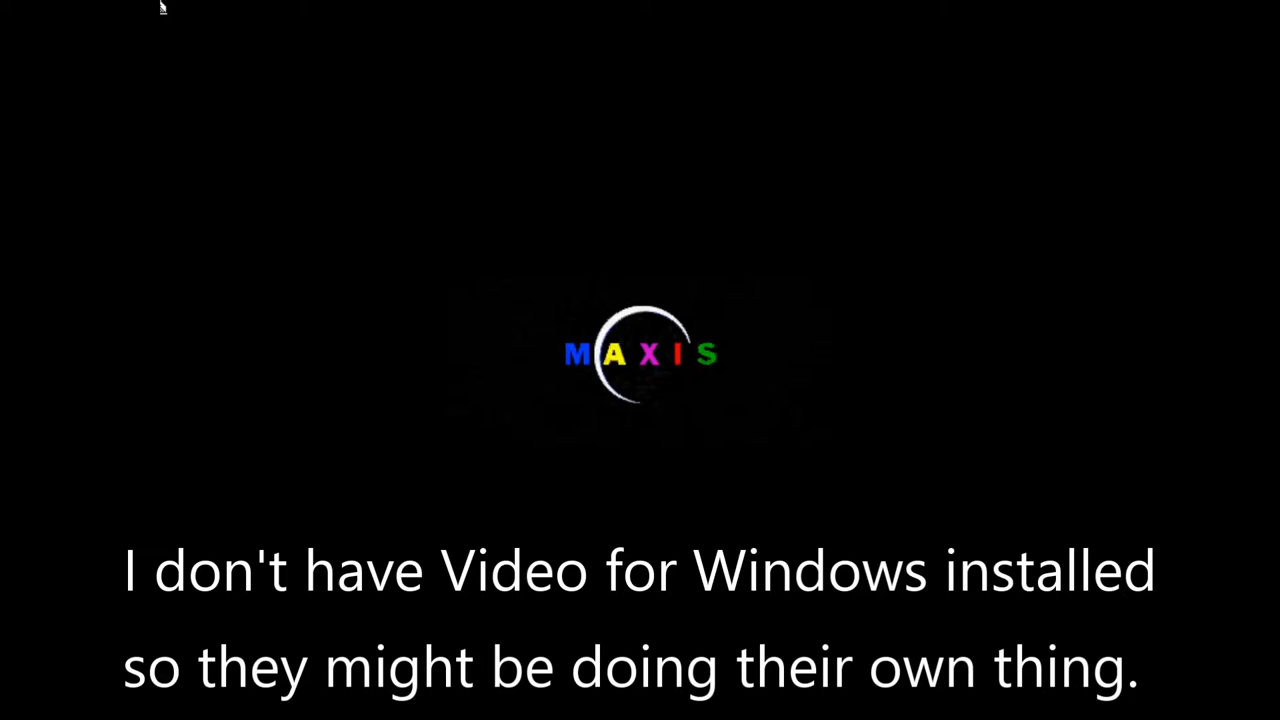 MAXIS
I don't have Video for Windows installed
so they might be doing their own thing.